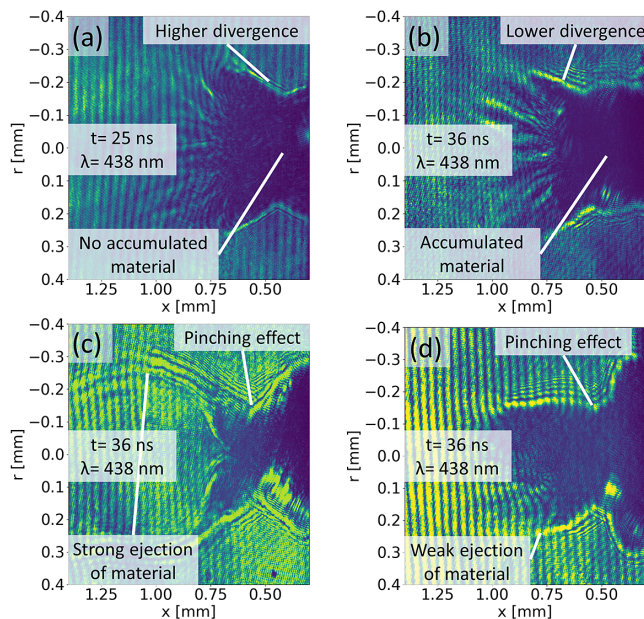 (a)
Higher divergence
−0.4
−0.3
−0.2
−0.1
0.0
0.1
0.2
0.3
0.4
r [mm]
t= 25 ns
λ= 438 nm
No accumulated
material
1.25
1.00
0.75
0.50
x [mm]
(b)
Lower divergence
−0.4
−0.3
−0.2
−0.1
0.0
0.1
0.2
0.3
0.4
r [mm]
t= 36 ns
λ= 438 nm
Accumulated
material
1.25
1.00
0.75
0.50
x [mm]
(c)
Pinching effect
−0.4
−0.3
−0.2
−0.1
0.0
0.1
0.2
0.3
0.4
r [mm]
t= 36 ns
λ= 438 nm
Strong ejection
of material
1.25
1.00
0.75
0.50
x [mm]
(d)
Pinching effect
−0.4
−0.3
−0.2
−0.1
0.0
0.1
0.2
0.3
0.4
r [mm]
t= 36 ns
λ= 438 nm
Weak ejection
of material
1.25
1.00
0.75
0.50
x [mm]